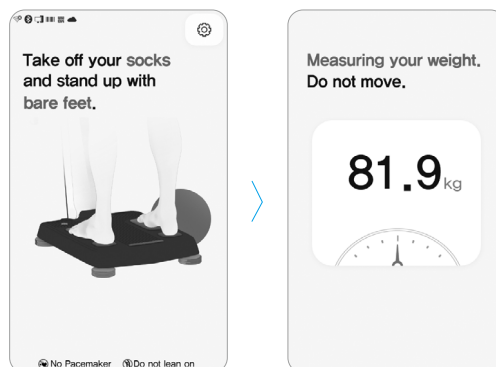 Take off your socks
and stand up with
bare feet.
No Pacemaker Do not lean on
Measuring your weight.
Do not move.
81.9kg